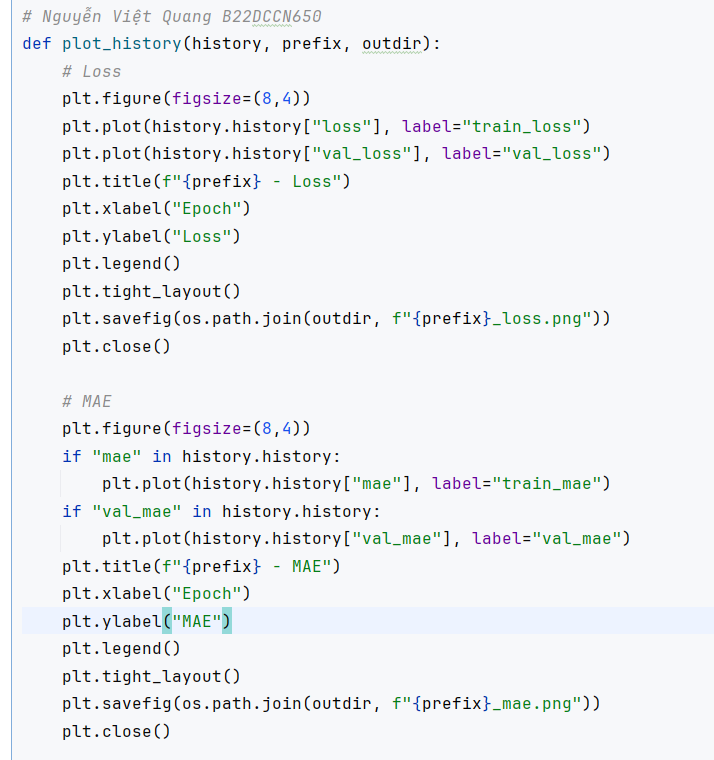 # Nguyễn Việt Quang B22DCCN650
def plot_history(history, prefix, outdir):
    # Loss
    plt.figure(figsize=(8,4))
    plt.plot(history.history["loss"], label="train_loss")
    plt.plot(history.history["val_loss"], label="val_loss")
    plt.title(f"{prefix} - Loss")
    plt.xlabel("Epoch")
    plt.ylabel("Loss")
    plt.legend()
    plt.tight_layout()
    plt.savefig(os.path.join(outdir, f"{prefix}_loss.png"))
    plt.close()

    # MAE
    plt.figure(figsize=(8,4))
    if "mae" in history.history:
        plt.plot(history.history["mae"], label="train_mae")
    if "val_mae" in history.history:
        plt.plot(history.history["val_mae"], label="val_mae")
    plt.title(f"{prefix} - MAE")
    plt.xlabel("Epoch")
    plt.ylabel("MAE")
    plt.legend()
    plt.tight_layout()
    plt.savefig(os.path.join(outdir, f"{prefix}_mae.png"))
    plt.close()